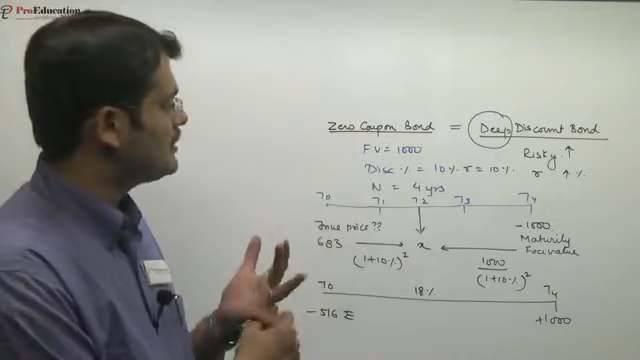 ProEducation
Zero Coupon Bond = Deep Discount Bond
FV = 1000
Risky ↑
Disc % = 10% r = 10%
r ↑ %
N = 4 yrs
T0 T1 T2 T3 T4
Issue price??
-1000
683 → x ←
Maturity
Face value
(1+10%)²
1000
(1+10%)²
T0 18% T4
-516 Σ
+1000